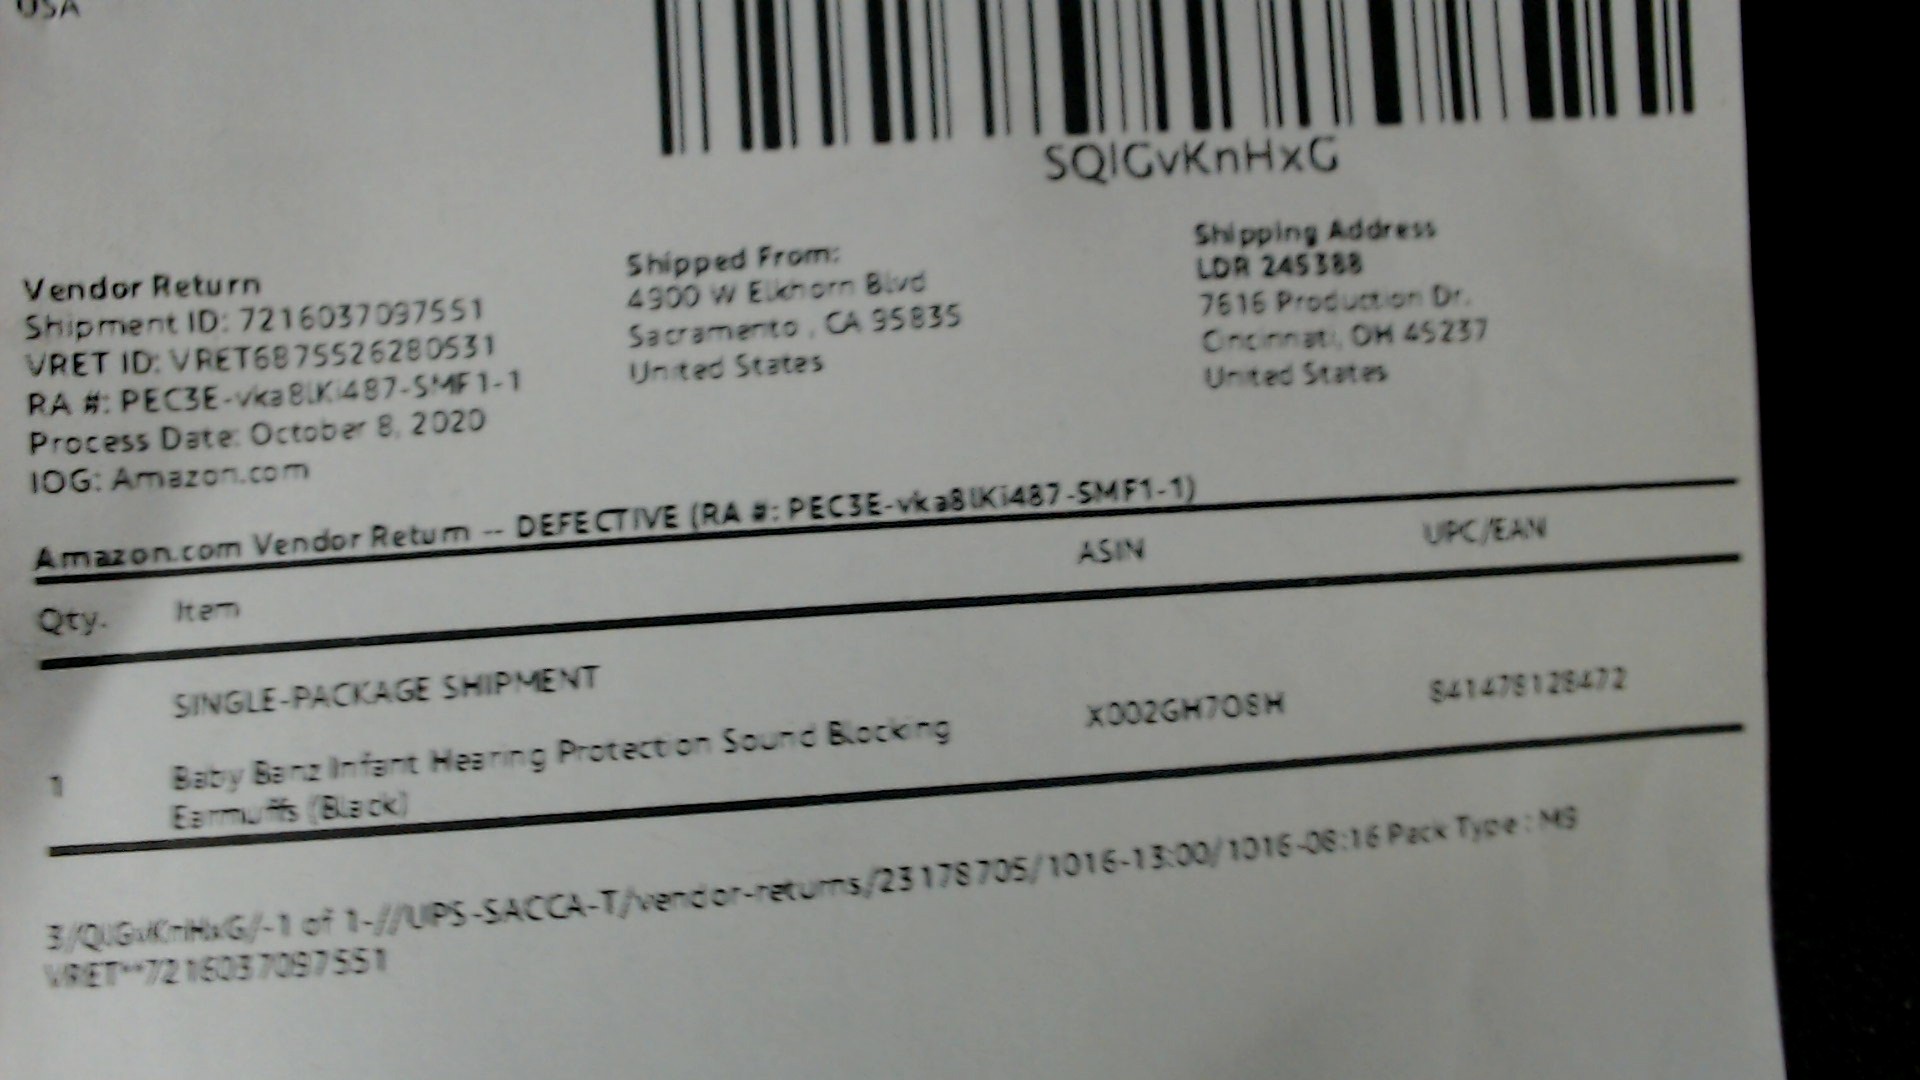 USA
SQIGvKnHxG
Vendor Return
Shipment ID: 7216037097551
VRET ID: VRET6875526280531
RA #: PEC3E-vka8lKi487-SMF1-1
Process Date: October 8, 2020
IOG: Amazon.com
Shipped From:
4900 W Elkhorn Blvd
Sacramento , CA 95835
United States
Shipping Address
LDR 245388
7616 Production Dr.
Cincinnati, OH 45237
United States
Amazon.com Vendor Return -- DEFECTIVE (RA #: PEC3E-vka8lKi487-SMF1-1)
Qty. Item ASIN UPC/EAN
SINGLE-PACKAGE SHIPMENT
1 Baby Banz Infant Hearing Protection Sound Blocking X002GH7O8H 841478128472
Earmuffs (Black)
3/QIGvKnHxG/-1 of 1-//UPS-SACCA-T/vendor-returns/23178705/1016-13:00/1016-08:16 Pack Type : M9
VRET**7216037097551